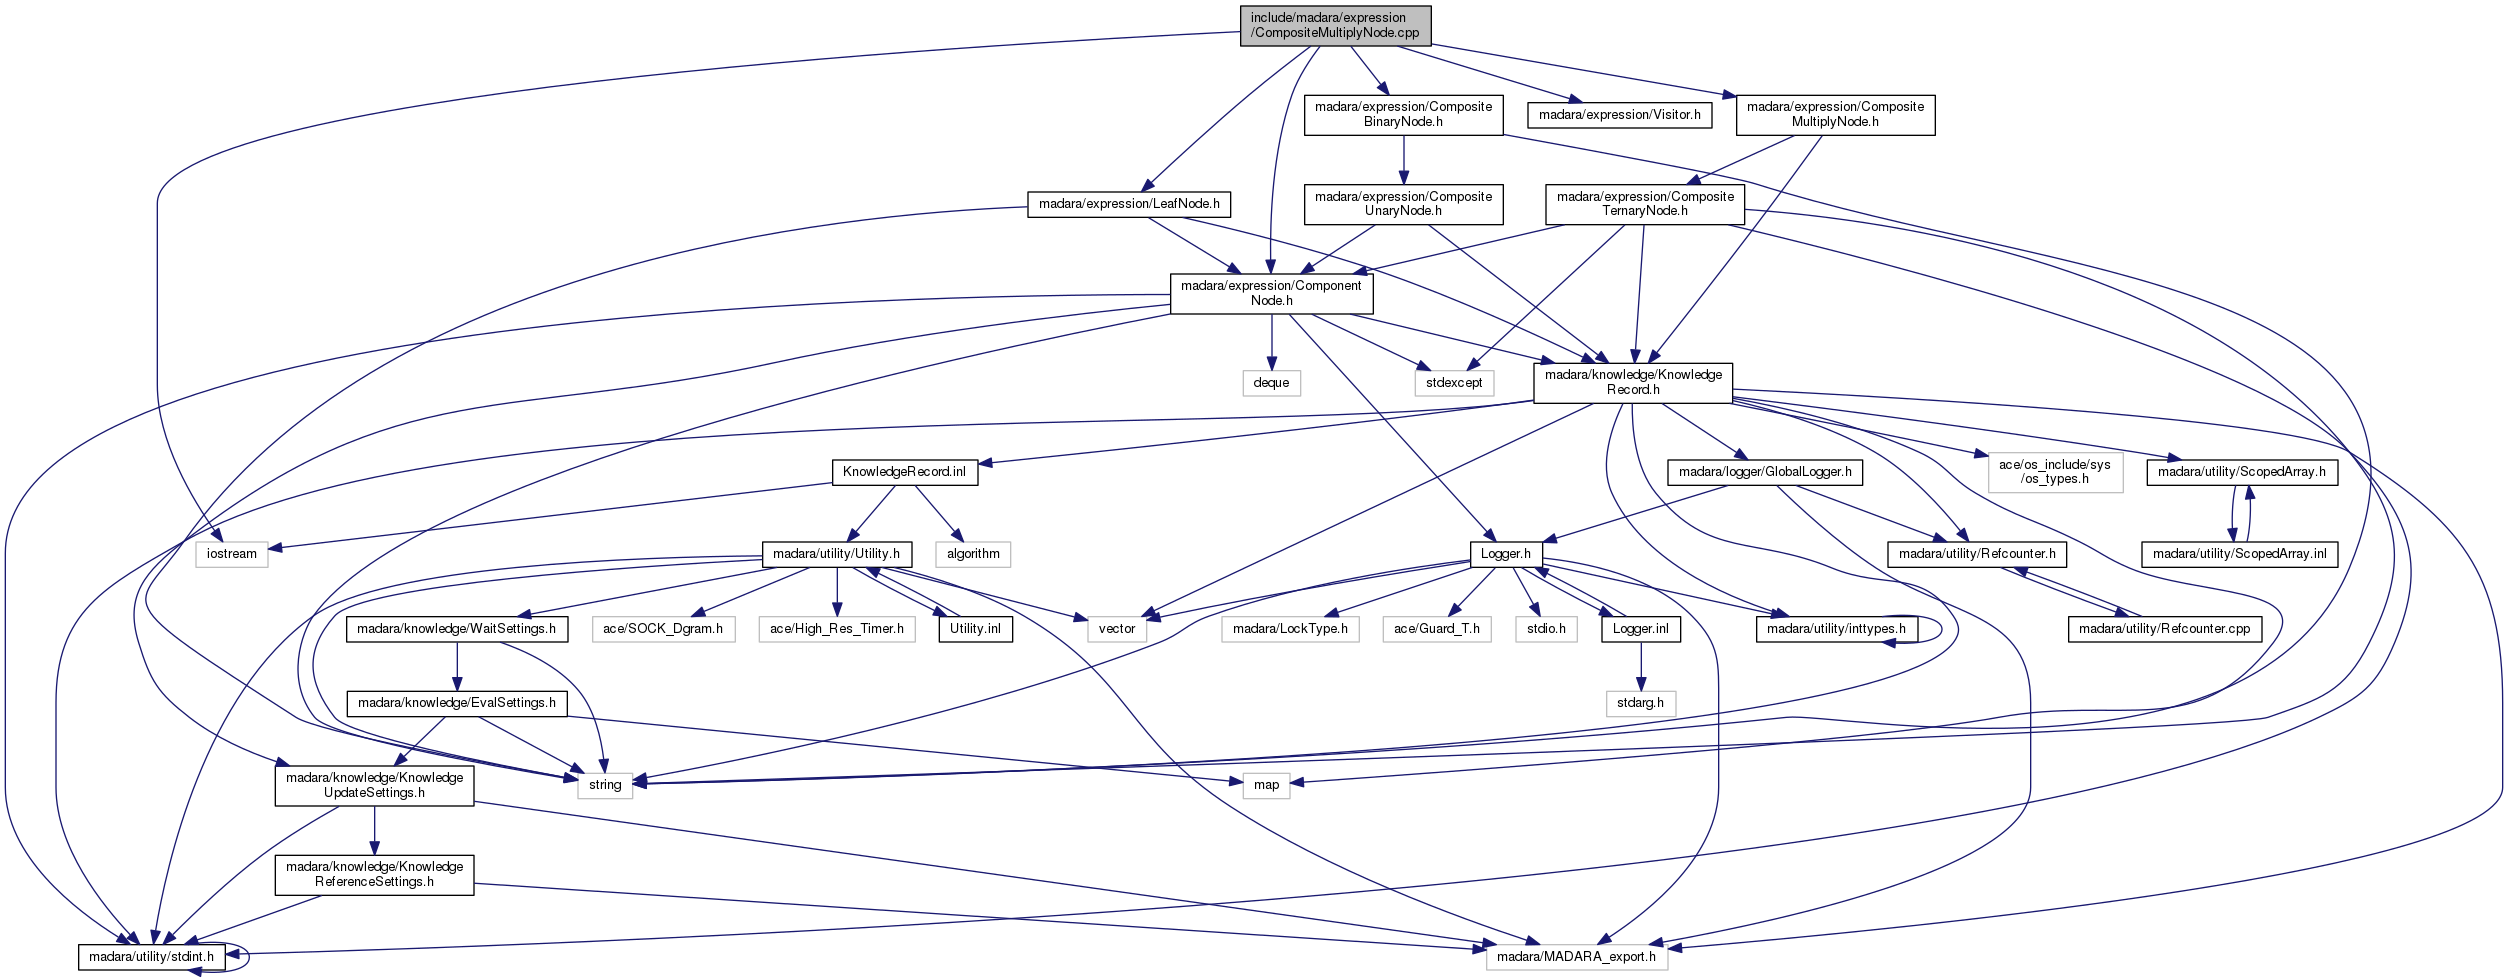 include/madara/expression
/CompositeMultiplyNode.cpp
madara/expression/Composite
BinaryNode.h
madara/expression/Visitor.h
madara/expression/Composite
MultiplyNode.h
madara/expression/LeafNode.h
madara/expression/Composite
UnaryNode.h
madara/expression/Composite
TernaryNode.h
madara/expression/Component
Node.h
deque
stdexcept
madara/knowledge/Knowledge
Record.h
KnowledgeRecord.inl
madara/logger/GlobalLogger.h
ace/os_include/sys
/os_types.h
madara/utility/ScopedArray.h
iostream
madara/utility/Utility.h
algorithm
Logger.h
madara/utility/Refcounter.h
madara/utility/ScopedArray.inl
madara/knowledge/WaitSettings.h
ace/SOCK_Dgram.h
ace/High_Res_Timer.h
Utility.inl
vector
madara/LockType.h
ace/Guard_T.h
stdio.h
Logger.inl
madara/utility/inttypes.h
madara/utility/Refcounter.cpp
madara/knowledge/EvalSettings.h
stdarg.h
madara/knowledge/Knowledge
UpdateSettings.h
string
map
madara/knowledge/Knowledge
ReferenceSettings.h
madara/utility/stdint.h
madara/MADARA_export.h